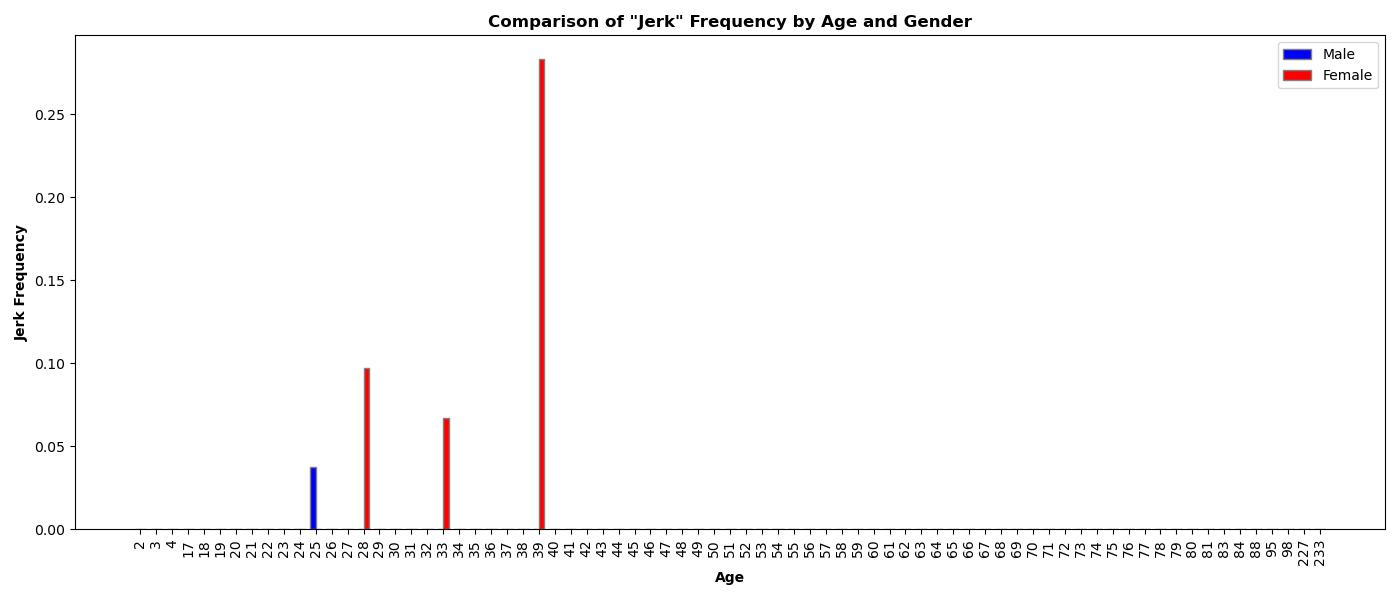 Comparison of "Jerk" Frequency by Age and Gender
Male
Female
Jerk Frequency
0.25
0.20
0.15
0.10
0.05
0.00
2 3 4 17 18 19 20 21 22 23 24 25 26 27 28 29 30 31 32 33 34 35 36 37 38 39 40 41 42 43 44 45 46 47 48 49 50 51 52 53 54 55 56 57 58 59 60 61 62 63 64 65 66 67 68 69 70 71 72 73 74 75 76 77 78 79 80 81 83 84 88 95 98 227 233
Age